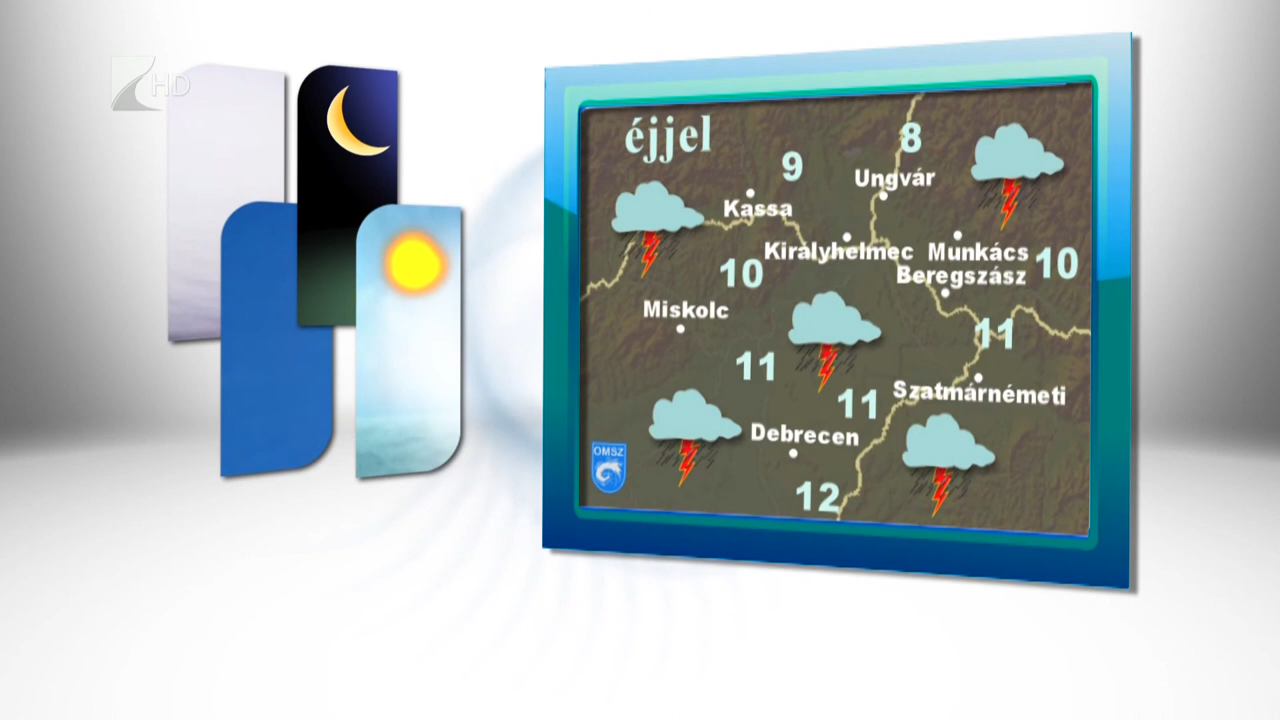 HD
éjjel
8
9
Ungvár
Kassa
Királyhelmec
Munkács
10
10
Beregszász
Miskolc
11
11
11
Szatmárnémeti
Debrecen
OMSZ
12